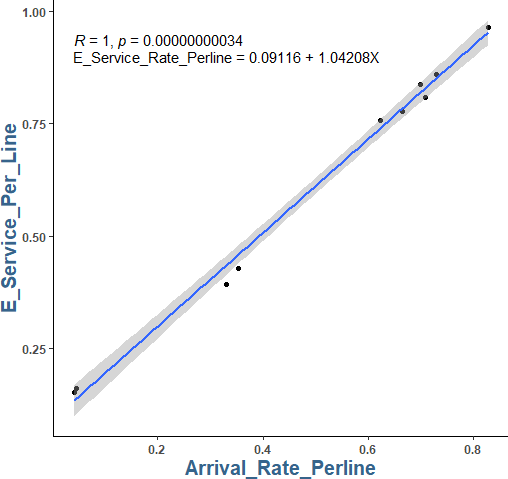 1.00
R = 1, p = 0.00000000034
E_Service_Rate_Perline = 0.09116 + 1.04208X
0.75
E_Service_Per_Line
0.50
0.25
0.2 0.4 0.6 0.8
Arrival_Rate_Perline